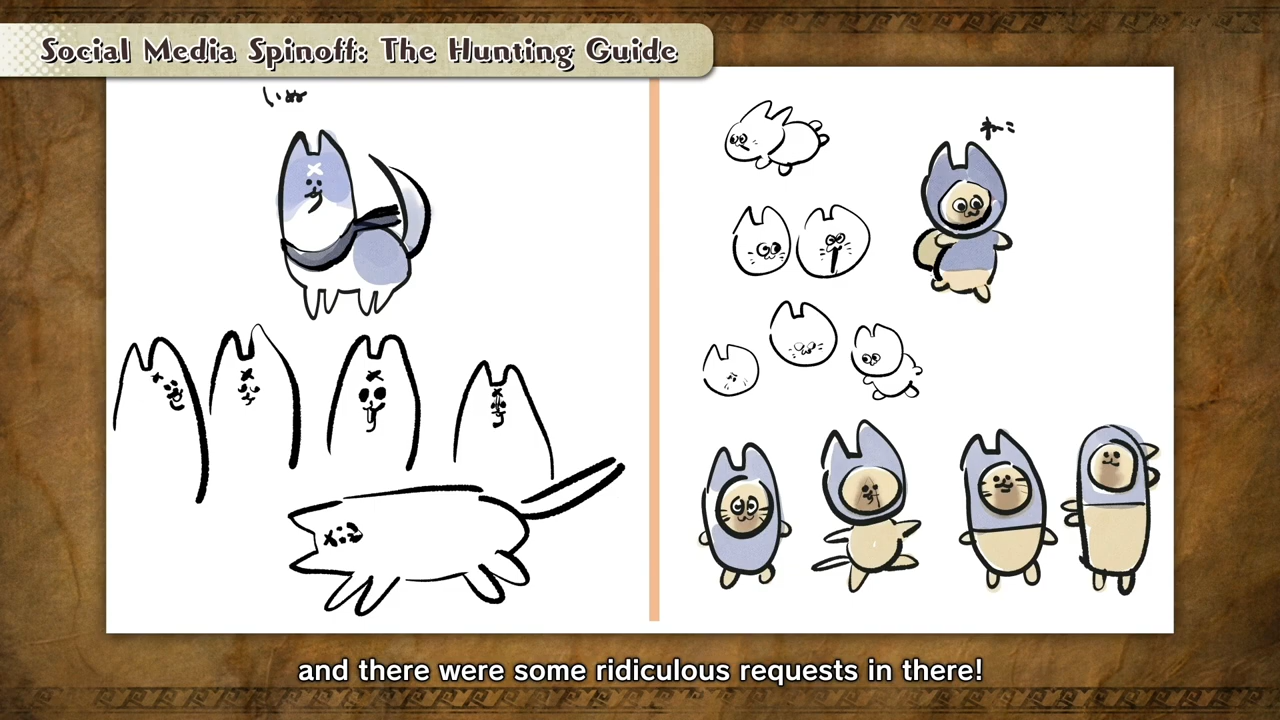 Social Media Spinoff: The Hunting Guide
いぬ
ねこ
and there were some ridiculous requests in there!